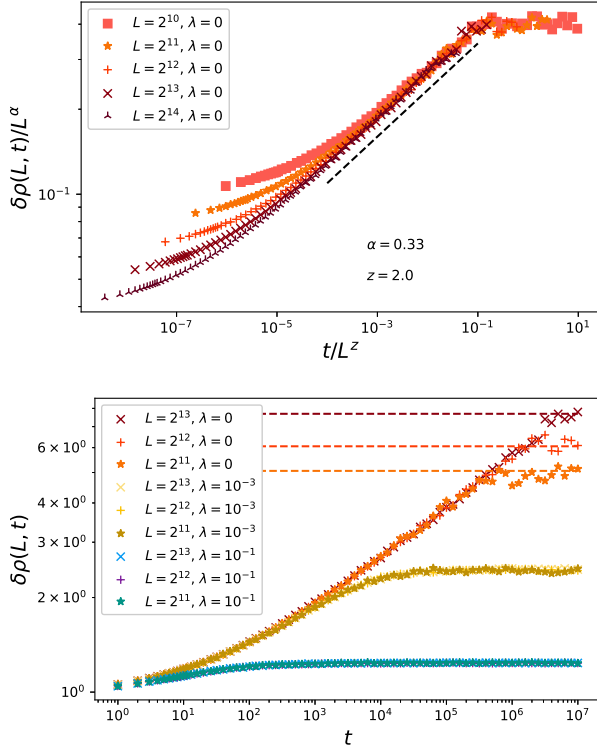 L = 2^10, λ = 0
L = 2^11, λ = 0
L = 2^12, λ = 0
L = 2^13, λ = 0
L = 2^14, λ = 0
δρ(L, t)/L^α
10^-1
α = 0.33
z = 2.0
10^-7 10^-5 10^-3 10^-1 10^1
t/L^z
L = 2^13, λ = 0
L = 2^12, λ = 0
L = 2^11, λ = 0
L = 2^13, λ = 10^-3
L = 2^12, λ = 10^-3
L = 2^11, λ = 10^-3
L = 2^13, λ = 10^-1
L = 2^12, λ = 10^-1
L = 2^11, λ = 10^-1
δρ(L, t)
6 × 10^0
4 × 10^0
3 × 10^0
2 × 10^0
10^0
10^0 10^1 10^2 10^3 10^4 10^5 10^6 10^7
t